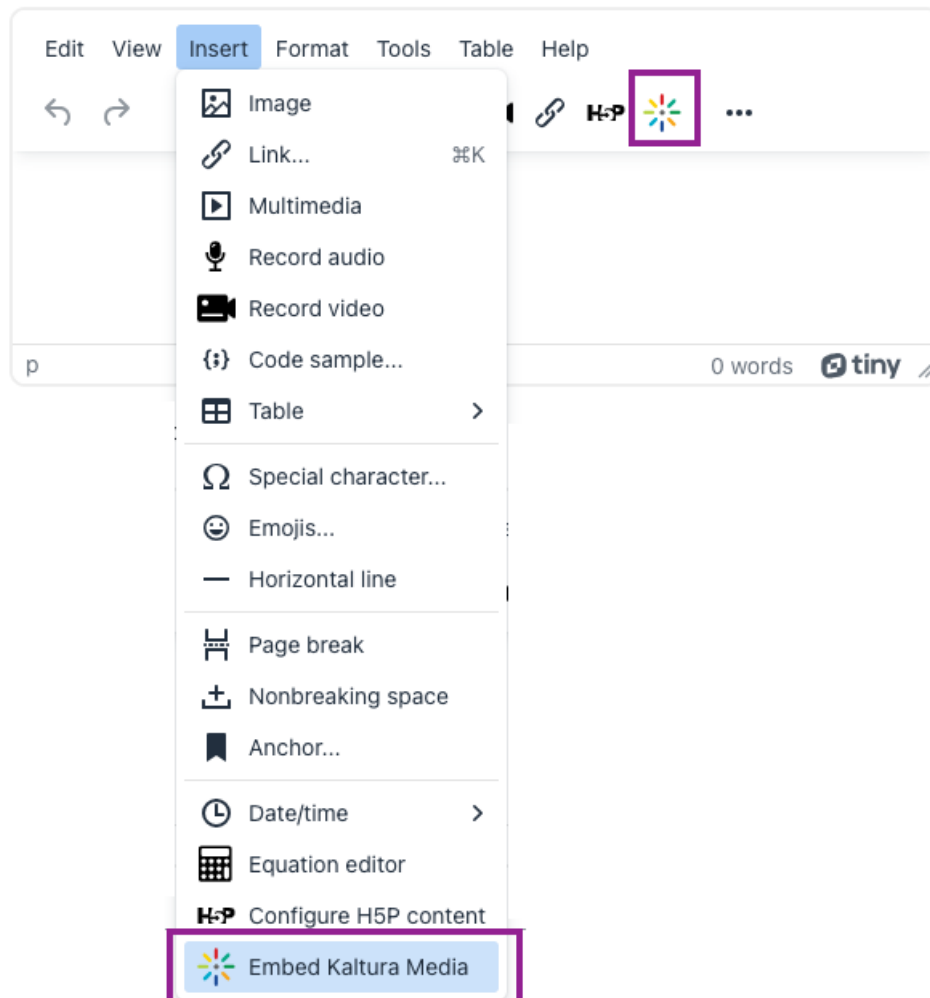 Edit View Insert Format Tools Table Help
H5P
Image
Link... ⌘K
Multimedia
Record audio
Record video
Code sample...
Table
p 0 words tiny
Special character...
Emojis...
Horizontal line
Page break
Nonbreaking space
Anchor...
Date/time
Equation editor
H5P Configure H5P content
Embed Kaltura Media